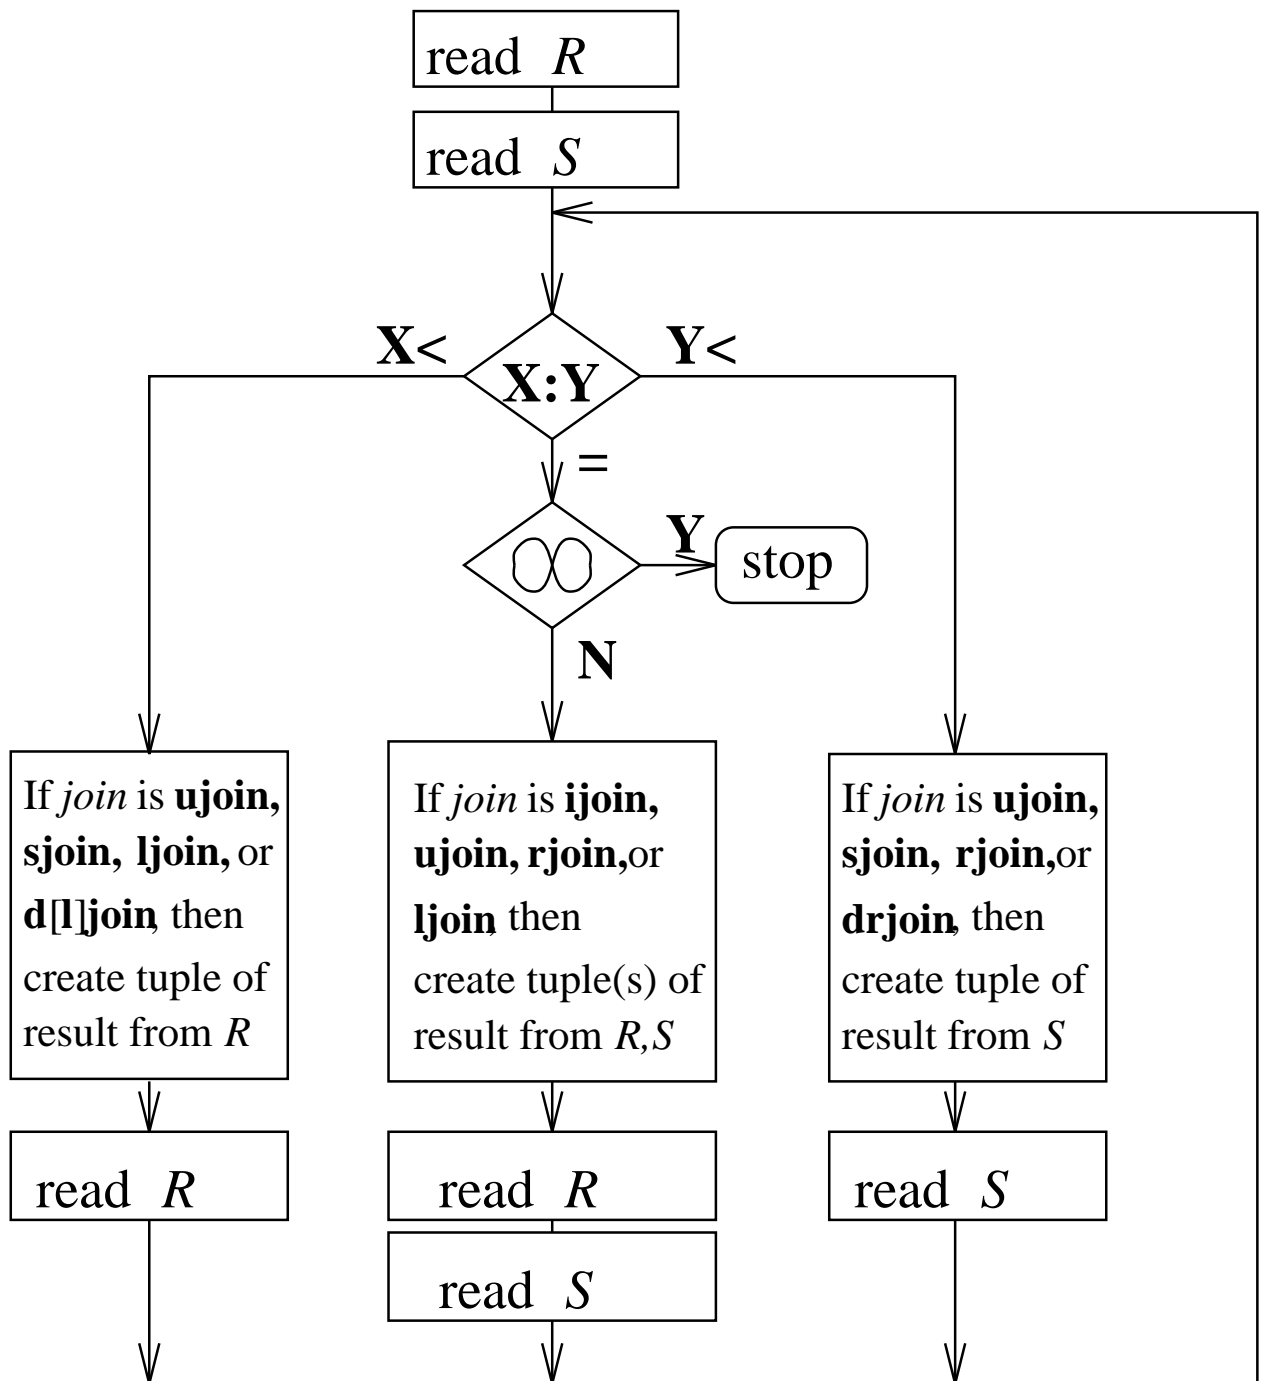 read R
read S
X<
X:Y
Y<
=
Y
stop
N
If join is ujoin,
sjoin, ljoin, or
d[l]join, then
create tuple of
result from R
If join is ijoin,
ujoin, rjoin,or
ljoin, then
create tuple(s) of
result from R,S
If join is ujoin,
sjoin, rjoin,or
drjoin, then
create tuple of
result from S
read R
read R
read S
read S